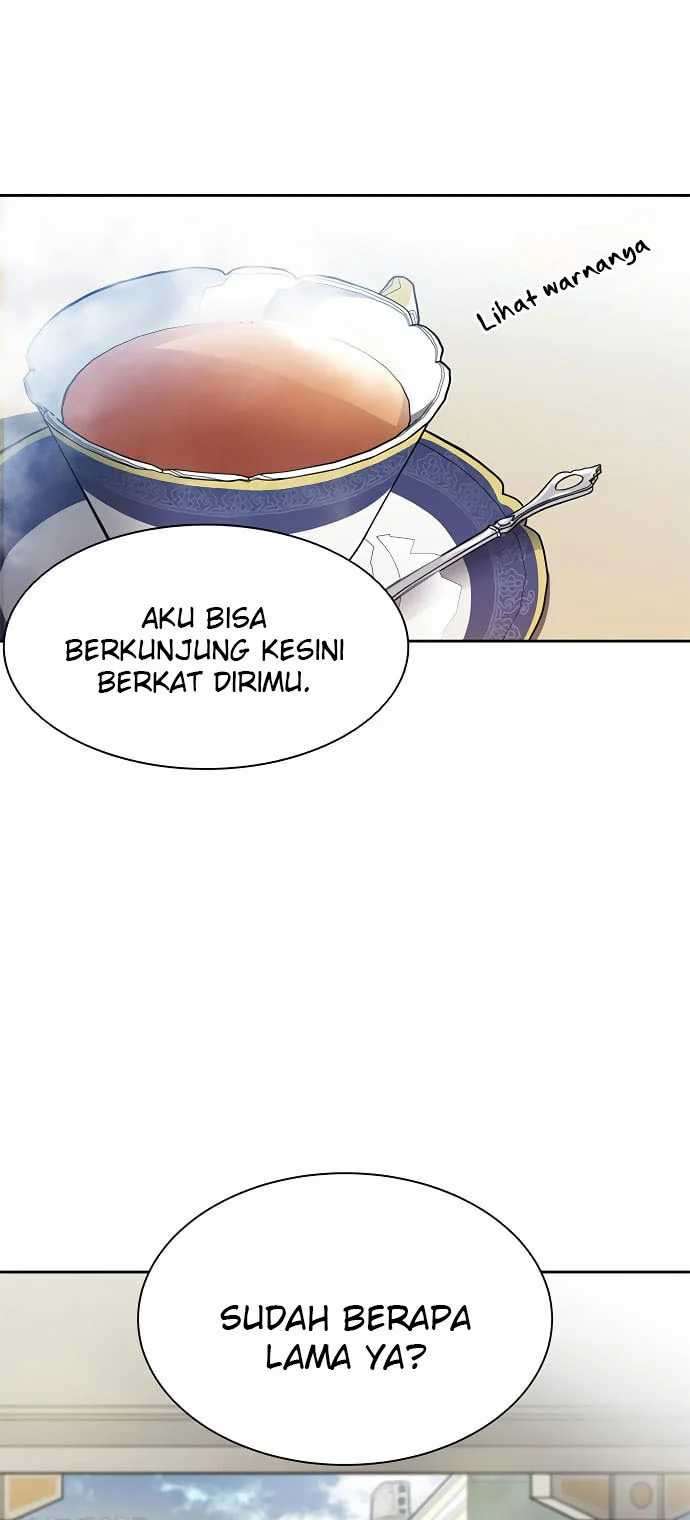 Lihat warnanya
AKU BISA
BERKUNJUNG KESINI
BERKAT DIRIMU.
SUDAH BERAPA
LAMA YA?